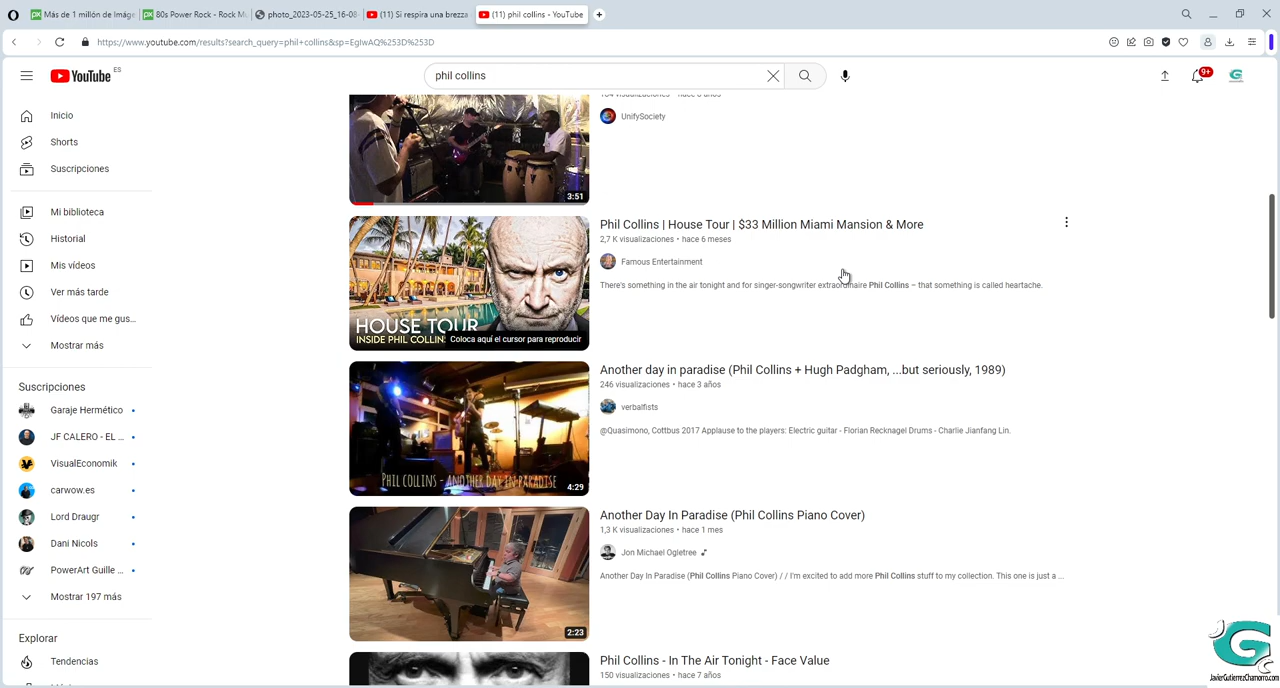 Más de 1 millón de Imág
80s Power Rock - Rock Mu
photo_2023-05-25_16-08
(11) Si respira una brezza
(11) phil collins - YouTube
https://www.youtube.com/results?search_query=phil+collins&sp=EgIwAQ%253D%253D
YouTube ES
phil collins
9+
Inicio
Shorts
Suscripciones
Mi biblioteca
Historial
Mis vídeos
Ver más tarde
Vídeos que me gus...
Mostrar más
Suscripciones
Garaje Hermético
JF CALERO - EL ...
VisualEconomik
carwow.es
Lord Draugr
Dani Nicols
PowerArt Guille ...
Mostrar 197 más
Explorar
Tendencias
UnifySociety
3:51
Phil Collins | House Tour | $33 Million Miami Mansion & More
2,7 K visualizaciones • hace 6 meses
Famous Entertainment
There's something in the air tonight and for singer-songwriter extraordinaire Phil Collins – that something is called heartache.
HOUSE TOUR
INSIDE PHIL COLLIN
Coloca aquí el cursor para reproducir
Another day in paradise (Phil Collins + Hugh Padgham, ...but seriously, 1989)
246 visualizaciones • hace 3 años
verbalfists
@Quasimono, Cottbus 2017 Applause to the players: Electric guitar - Florian Recknagel Drums - Charlie Jianfang Lin.
PHIL COLLINS - ANOTHER DAY IN PARADISE
4:29
Another Day In Paradise (Phil Collins Piano Cover)
1,3 K visualizaciones • hace 1 mes
Jon Michael Ogletree
Another Day In Paradise (Phil Collins Piano Cover) / / I'm excited to add more Phil Collins stuff to my collection. This one is just a ...
2:23
Phil Collins - In The Air Tonight - Face Value
150 visualizaciones • hace 7 años
JavierGutierrezChamorro.com